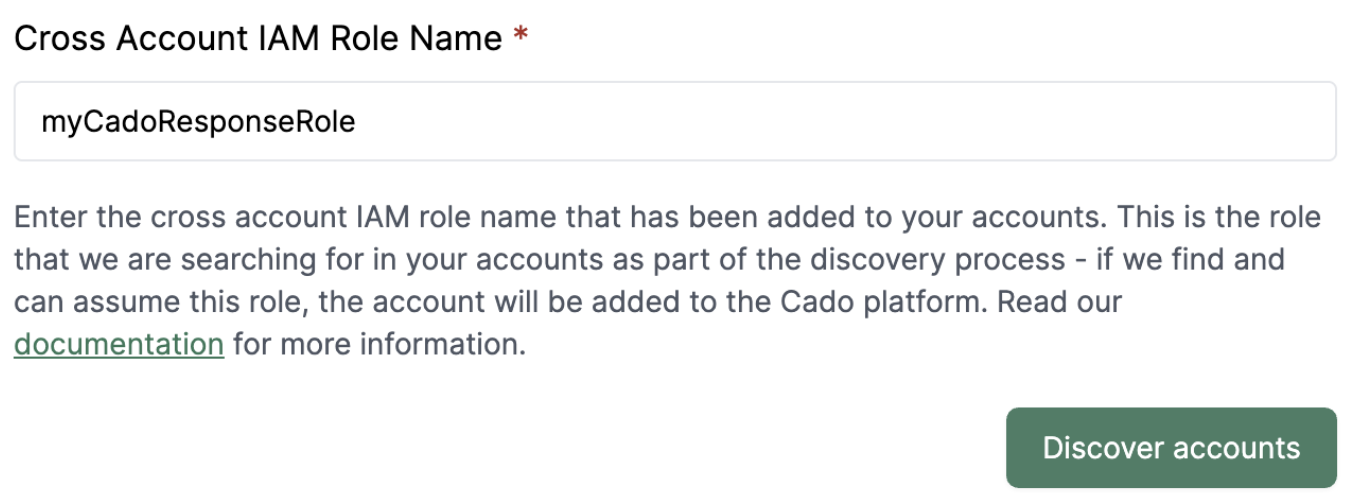 Cross Account IAM Role Name *
myCadoResponseRole
Enter the cross account IAM role name that has been added to your accounts. This is the role
that we are searching for in your accounts as part of the discovery process - if we find and
can assume this role, the account will be added to the Cado platform. Read our
documentation for more information.
Discover accounts